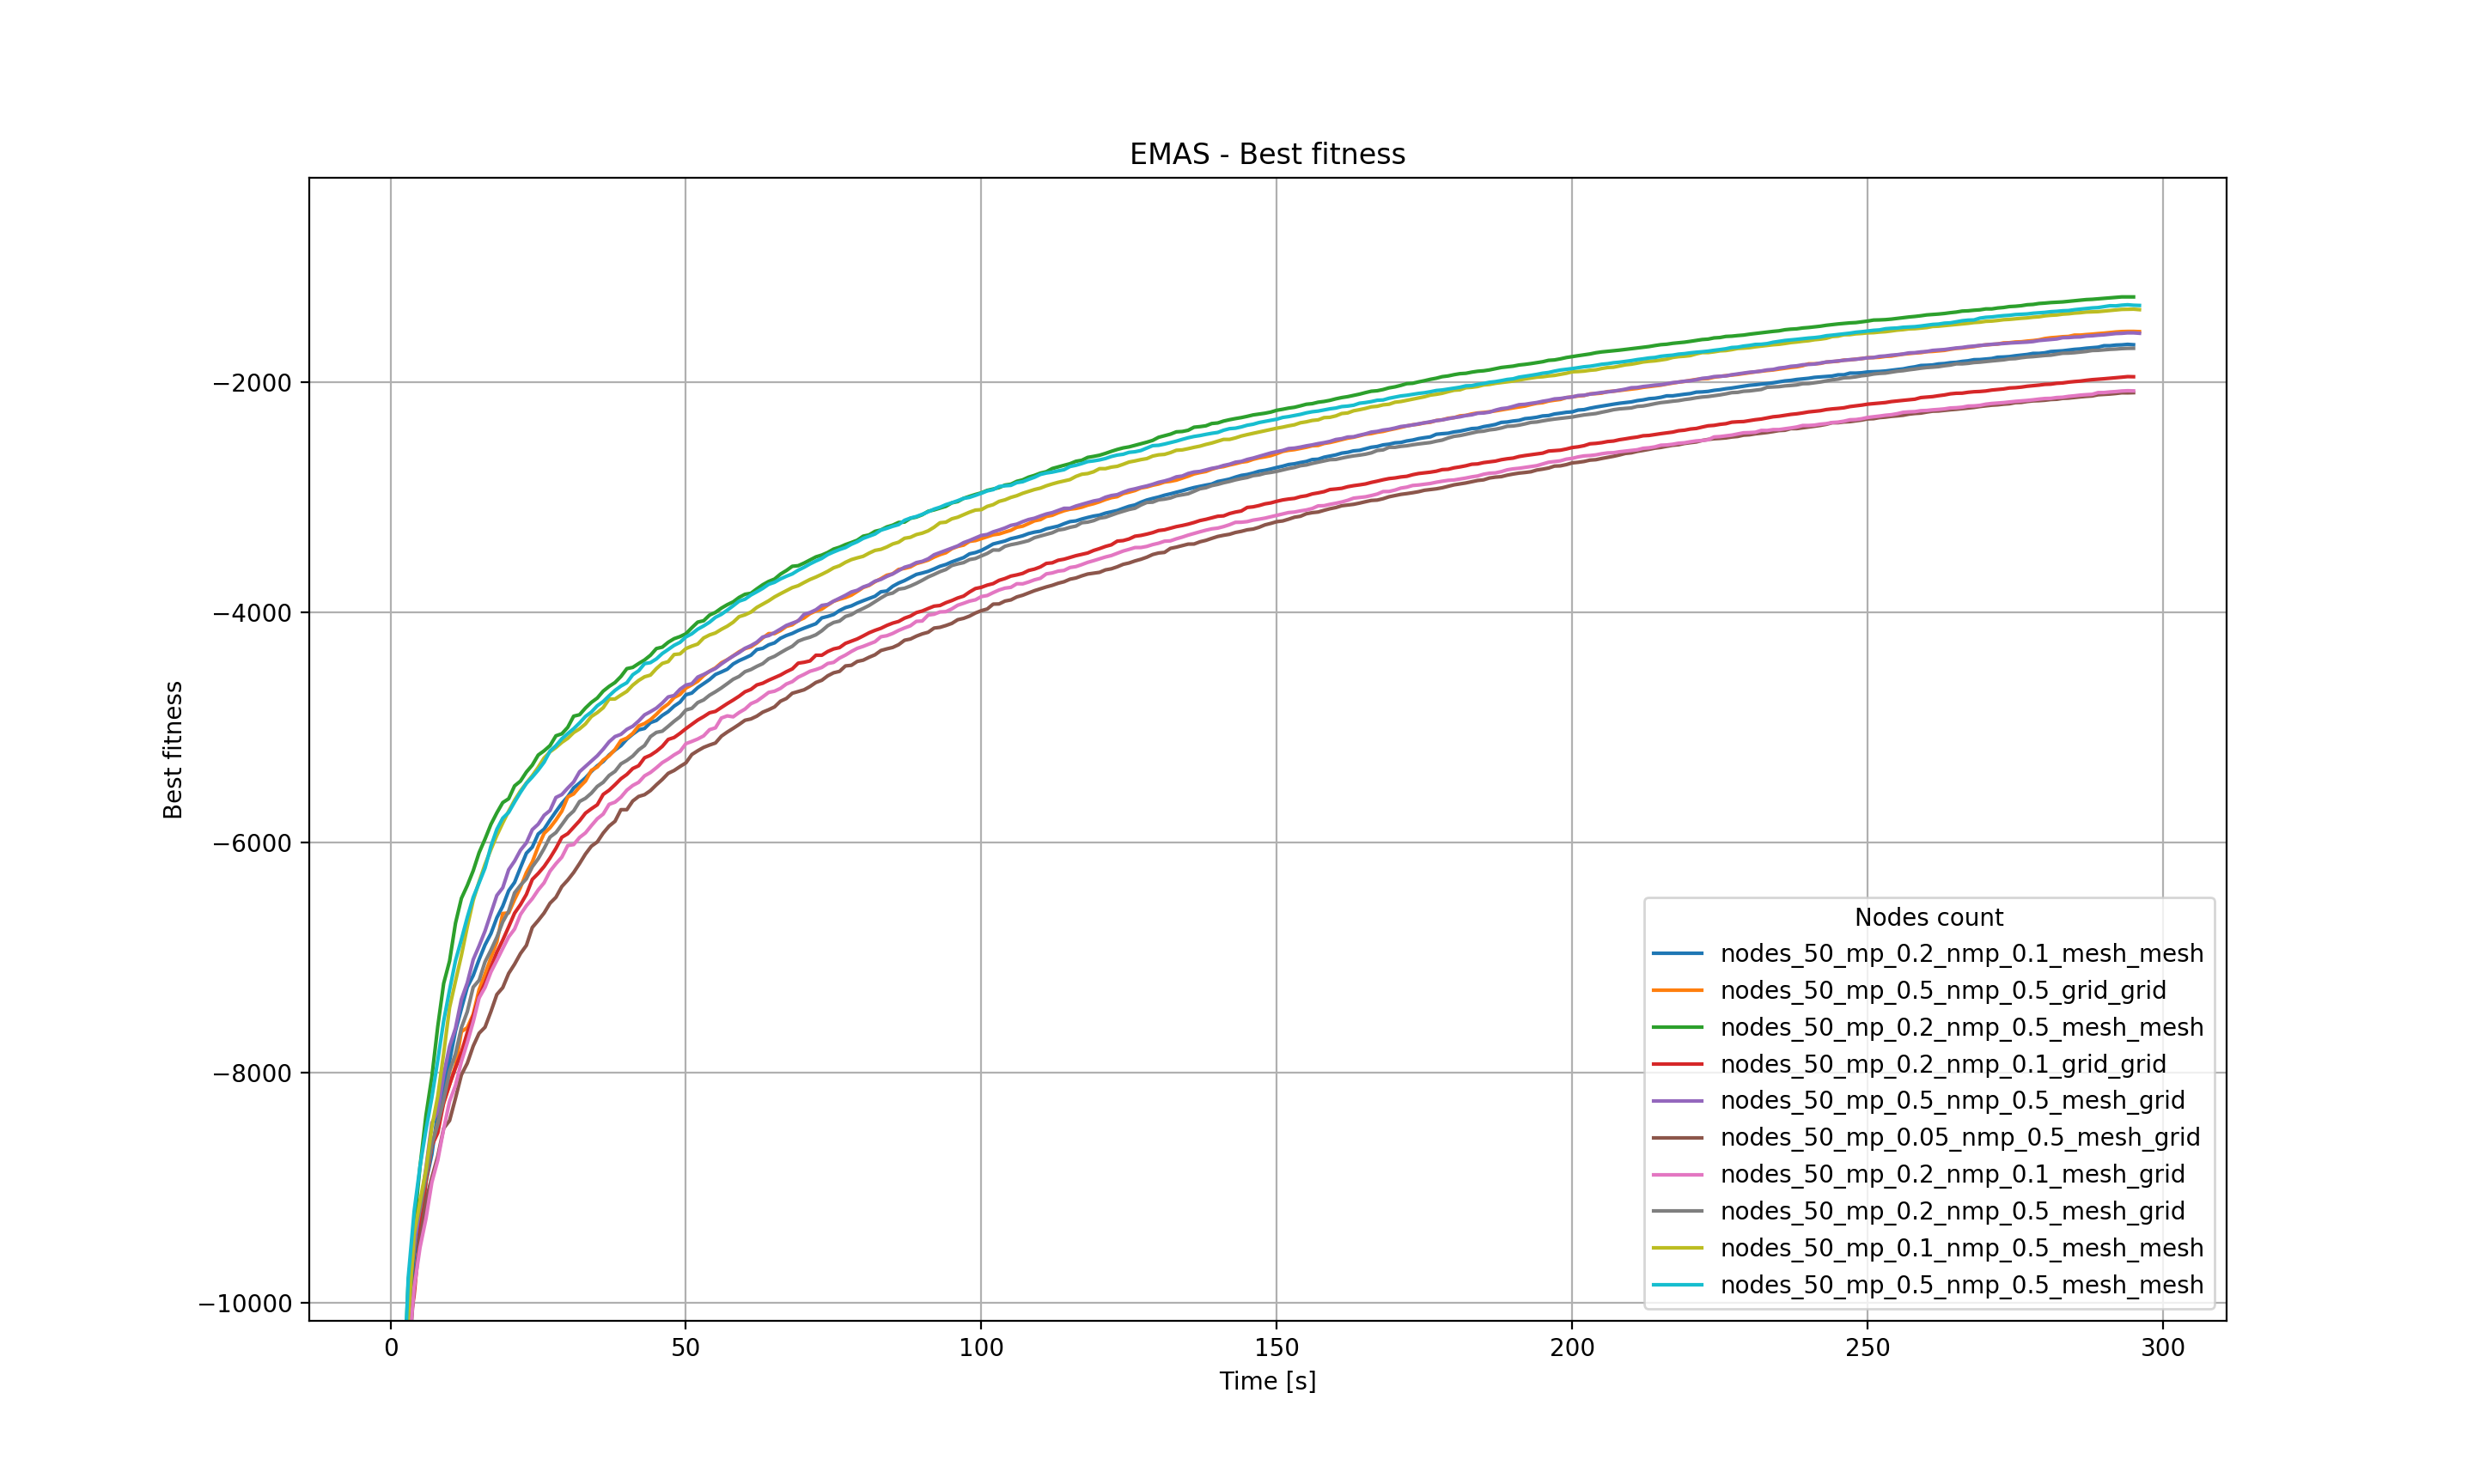 EMAS - Best fitness
Best fitness
−2000
−4000
−6000
−8000
−10000
0
50
100
150
200
250
300
Time [s]
Nodes count
nodes_50_mp_0.2_nmp_0.1_mesh_mesh
nodes_50_mp_0.5_nmp_0.5_grid_grid
nodes_50_mp_0.2_nmp_0.5_mesh_mesh
nodes_50_mp_0.2_nmp_0.1_grid_grid
nodes_50_mp_0.5_nmp_0.5_mesh_grid
nodes_50_mp_0.05_nmp_0.5_mesh_grid
nodes_50_mp_0.2_nmp_0.1_mesh_grid
nodes_50_mp_0.2_nmp_0.5_mesh_grid
nodes_50_mp_0.1_nmp_0.5_mesh_mesh
nodes_50_mp_0.5_nmp_0.5_mesh_mesh